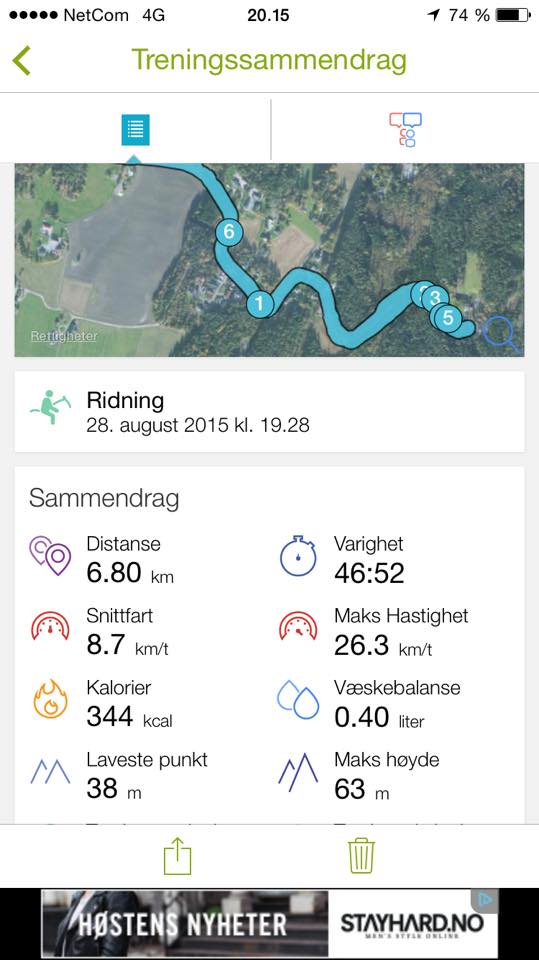 NetCom 4G 20.15 74 %
Treningssammendrag
6
1
3
5
Rettigheter
Ridning
28. august 2015 kl. 19.28
Sammendrag
Distanse Varighet
6.80 km 46:52
Snittfart Maks Hastighet
8.7 km/t 26.3 km/t
Kalorier Væskebalanse
344 kcal 0.40 liter
Laveste punkt Maks høyde
38 m 63 m
HØSTENS NYHETER STAYHARD.NO
MEN'S STYLE ONLINE